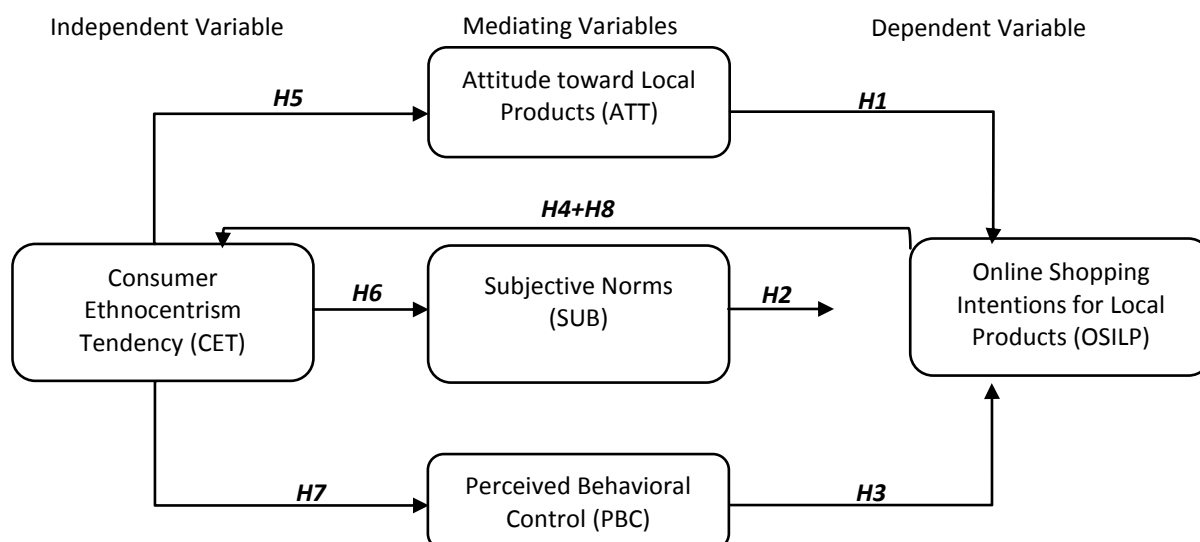 Independent Variable
Mediating Variables
Dependent Variable
Attitude toward Local
Products (ATT)
H5
H1
H4+H8
Consumer
Ethnocentrism
Tendency (CET)
H6
Subjective Norms
(SUB)
H2
Online Shopping
Intentions for Local
Products (OSILP)
H7
Perceived Behavioral
Control (PBC)
H3